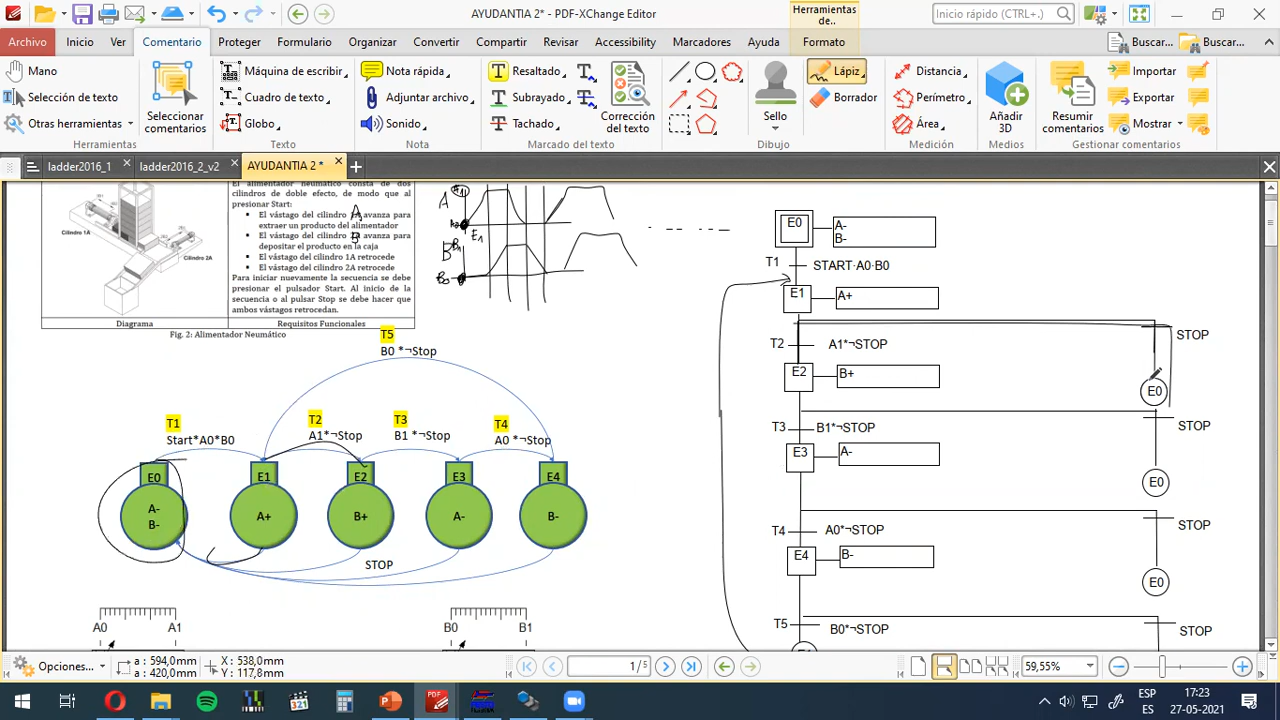 AYUDANTIA 2 * - PDF-XChange Editor
Herramientas de..
Inicio rápido (CTRL+.)
Archivo Inicio Ver Comentario Proteger Formulario Organizar Convertir Compartir Revisar Accessibility Marcadores Ayuda Formato Buscar... Buscar...
Mano
Selección de texto
Otras herramientas
Herramientas
Seleccionar comentarios
Máquina de escribir
Cuadro de texto
Globo
Texto
Nota rápida
Adjuntar archivo
Sonido
Nota
Resaltado
Subrayado
Tachado
Marcado del texto
Corrección del texto
Lápiz
Borrador
Dibujo
Sello
Distancia
Perímetro
Área
Medidas
Añadir 3D
Medios
Resumir comentarios
Importar
Exportar
Mostrar
Gestionar comentarios
ladder2016_1 ladder2016_2_v2 AYUDANTIA 2 *
El alimentador neumático consta de dos
cilindros de doble efecto, de modo que al
presionar Start:
El vástago del cilindro A avanza para
extraer un producto del alimentador
El vástago del cilindro B avanza para
depositar el producto en la caja
El vástago del cilindro 1A retrocede
El vástago del cilindro 2A retrocede
Para iniciar nuevamente la secuencia se debe
presionar el pulsador Start. Al inicio de la
secuencia o al pulsar Stop se debe hacer que
ambos vástagos retrocedan.
Cilindro 1A
Cilindro 2A
Diagrama Requisitos Funcionales
Fig. 2: Alimentador Neumático
A
E1
B
B1
B0
T5
B0 *¬Stop
T1
Start*A0*B0
T2
A1*¬Stop
T3
B1 *¬Stop
T4
A0 *¬Stop
E0 E1 E2 E3 E4
A-
B-
A+ B+ A- B-
STOP
A0 A1 B0 B1
E0
A-
B-
T1 START·A0·B0
E1 A+
STOP
T2 A1*¬STOP
E2 B+
E0
STOP
T3 B1*¬STOP
E3 A-
E0
STOP
T4 A0*¬STOP
E4 B-
E0
T5 B0*¬STOP
STOP
Opciones...
a : 594,0mm
a : 420,0mm
X : 538,0mm
Y : 117,8mm
1/5
59,55%
ESP
ES
17:23
27-05-2021